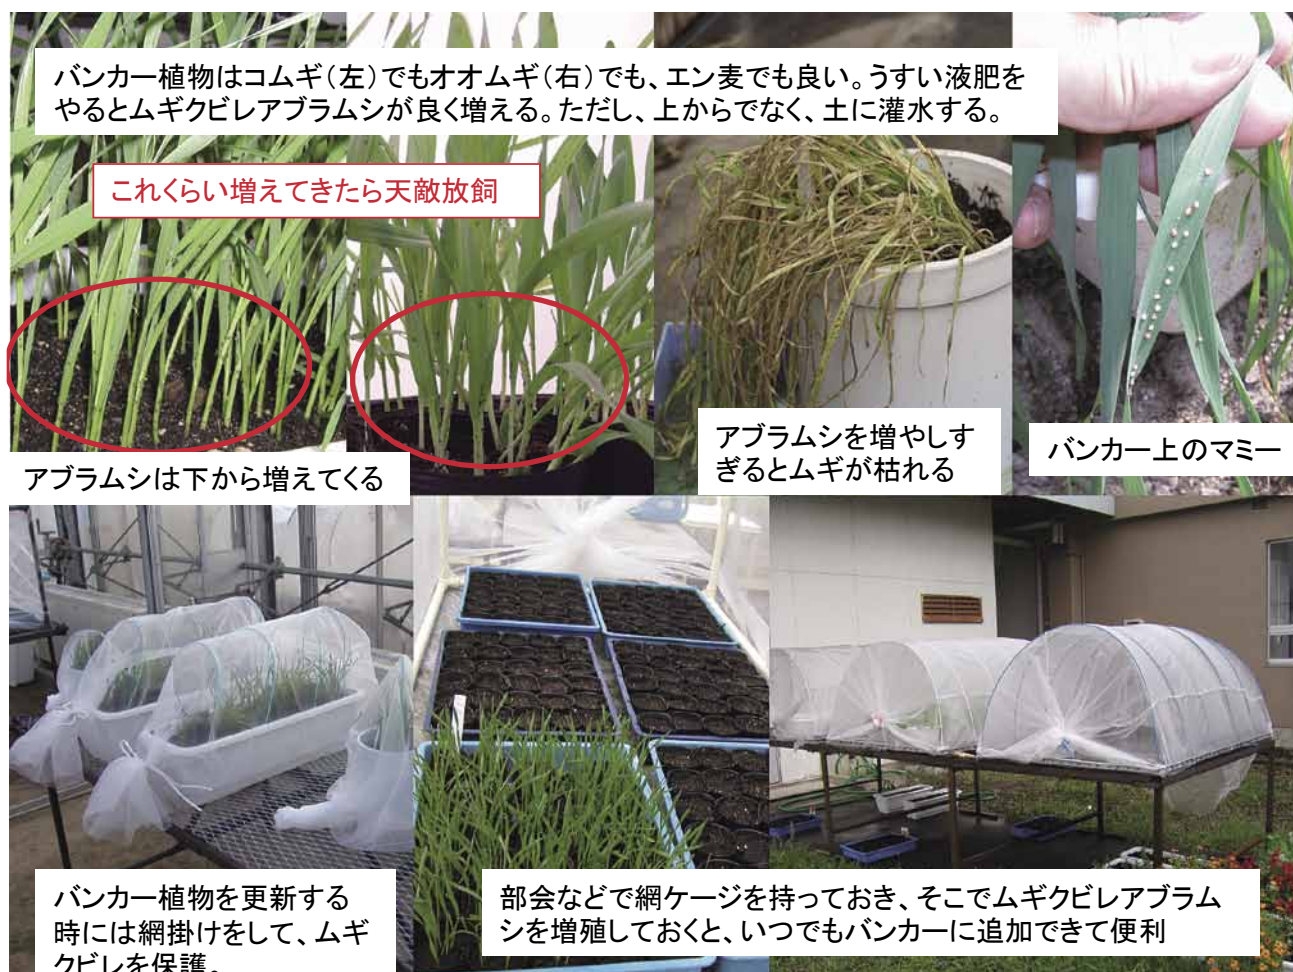 バンカー植物はコムギ(左)でもオオムギ(右)でも、エン麦でも良い。うすい液肥を
やるとムギクビレアブラムシが良く増える。ただし、上からでなく、土に灌水する。
これくらい増えてきたら天敵放飼
アブラムシは下から増えてくる
アブラムシを増やしす
ぎるとムギが枯れる
バンカー上のマミー
バンカー植物を更新する
時には網掛けをして、ムギ
クビレを保護。
部会などで網ケージを持っておき、そこでムギクビレアブラム
シを増殖しておくと、いつでもバンカーに追加できて便利